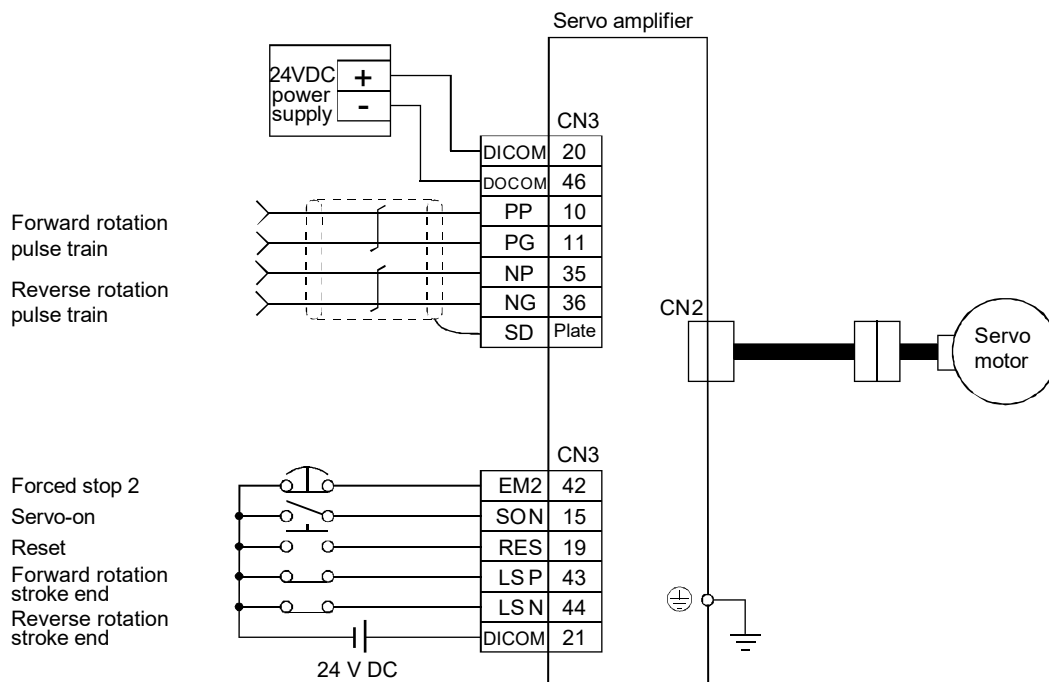 Servo amplifier
24VDC
power
supply
+
-
CN3
DICOM 20
DOCOM 46
PP 10
PG 11
NP 35
NG 36
SD Plate
Forward rotation
pulse train
Reverse rotation
pulse train
CN2
Servo
motor
CN3
Forced stop 2 EM2 42
Servo-on SON 15
Reset RES 19
Forward rotation
stroke end LSP 43
Reverse rotation
stroke end LSN 44
DICOM 21
24 V DC